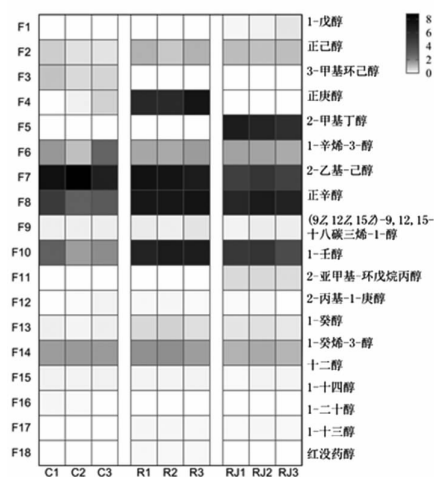 F1
1-戊醇
8
6
4
2
0
F2
正己醇
F3
3-甲基环己醇
F4
正庚醇
F5
2-甲基丁醇
F6
1-辛烯-3-醇
F7
2-乙基-己醇
F8
正辛醇
F9
(9Z,12Z,15Z)-9,12,15-
十八碳三烯-1-醇
F10
1-壬醇
F11
2-亚甲基-环戊烷丙醇
F12
2-丙基-1-庚醇
F13
1-癸醇
F14
1-癸烯-3-醇
十二醇
F15
1-十四醇
F16
1-二十醇
F17
1-十三醇
F18
红没药醇
C1 C2 C3 R1 R2 R3 RJ1 RJ2 RJ3